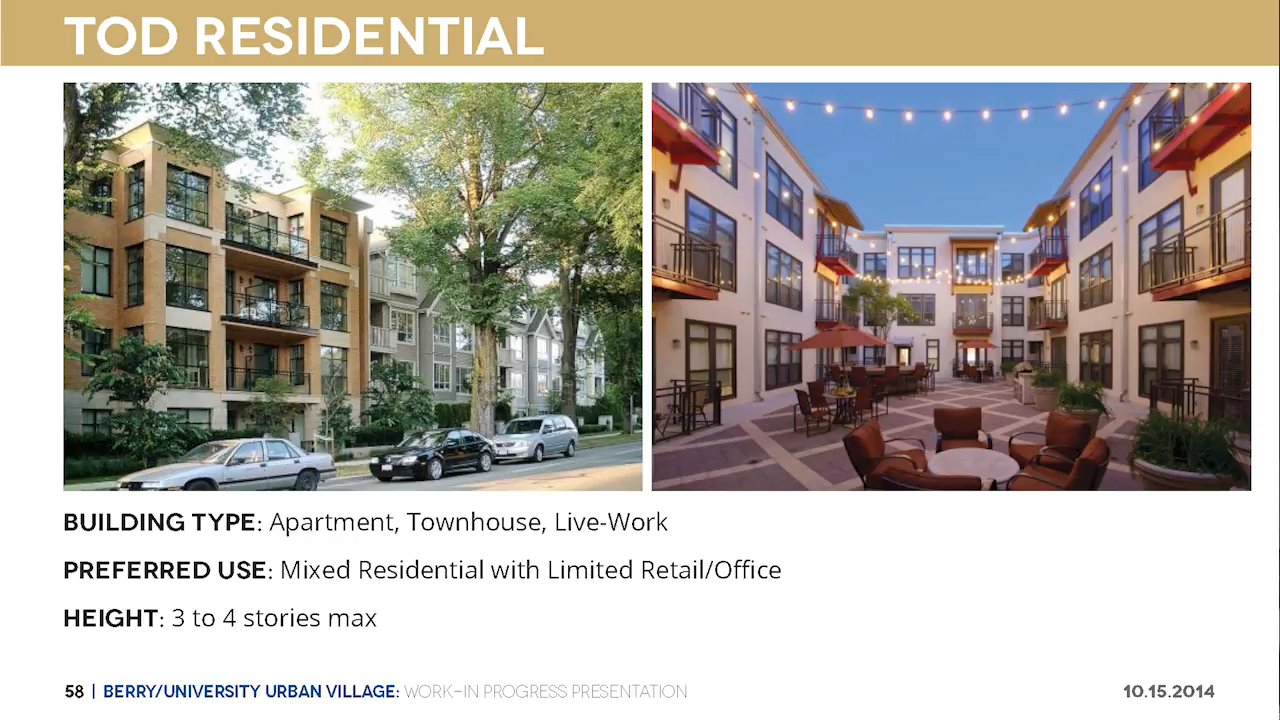 TOD RESIDENTIAL
BUILDING TYPE: Apartment, Townhouse, Live-Work
PREFERRED USE: Mixed Residential with Limited Retail/Office
HEIGHT: 3 to 4 stories max
58 | BERRY/UNIVERSITY URBAN VILLAGE: WORK-IN PROGRESS PRESENTATION 10.15.2014